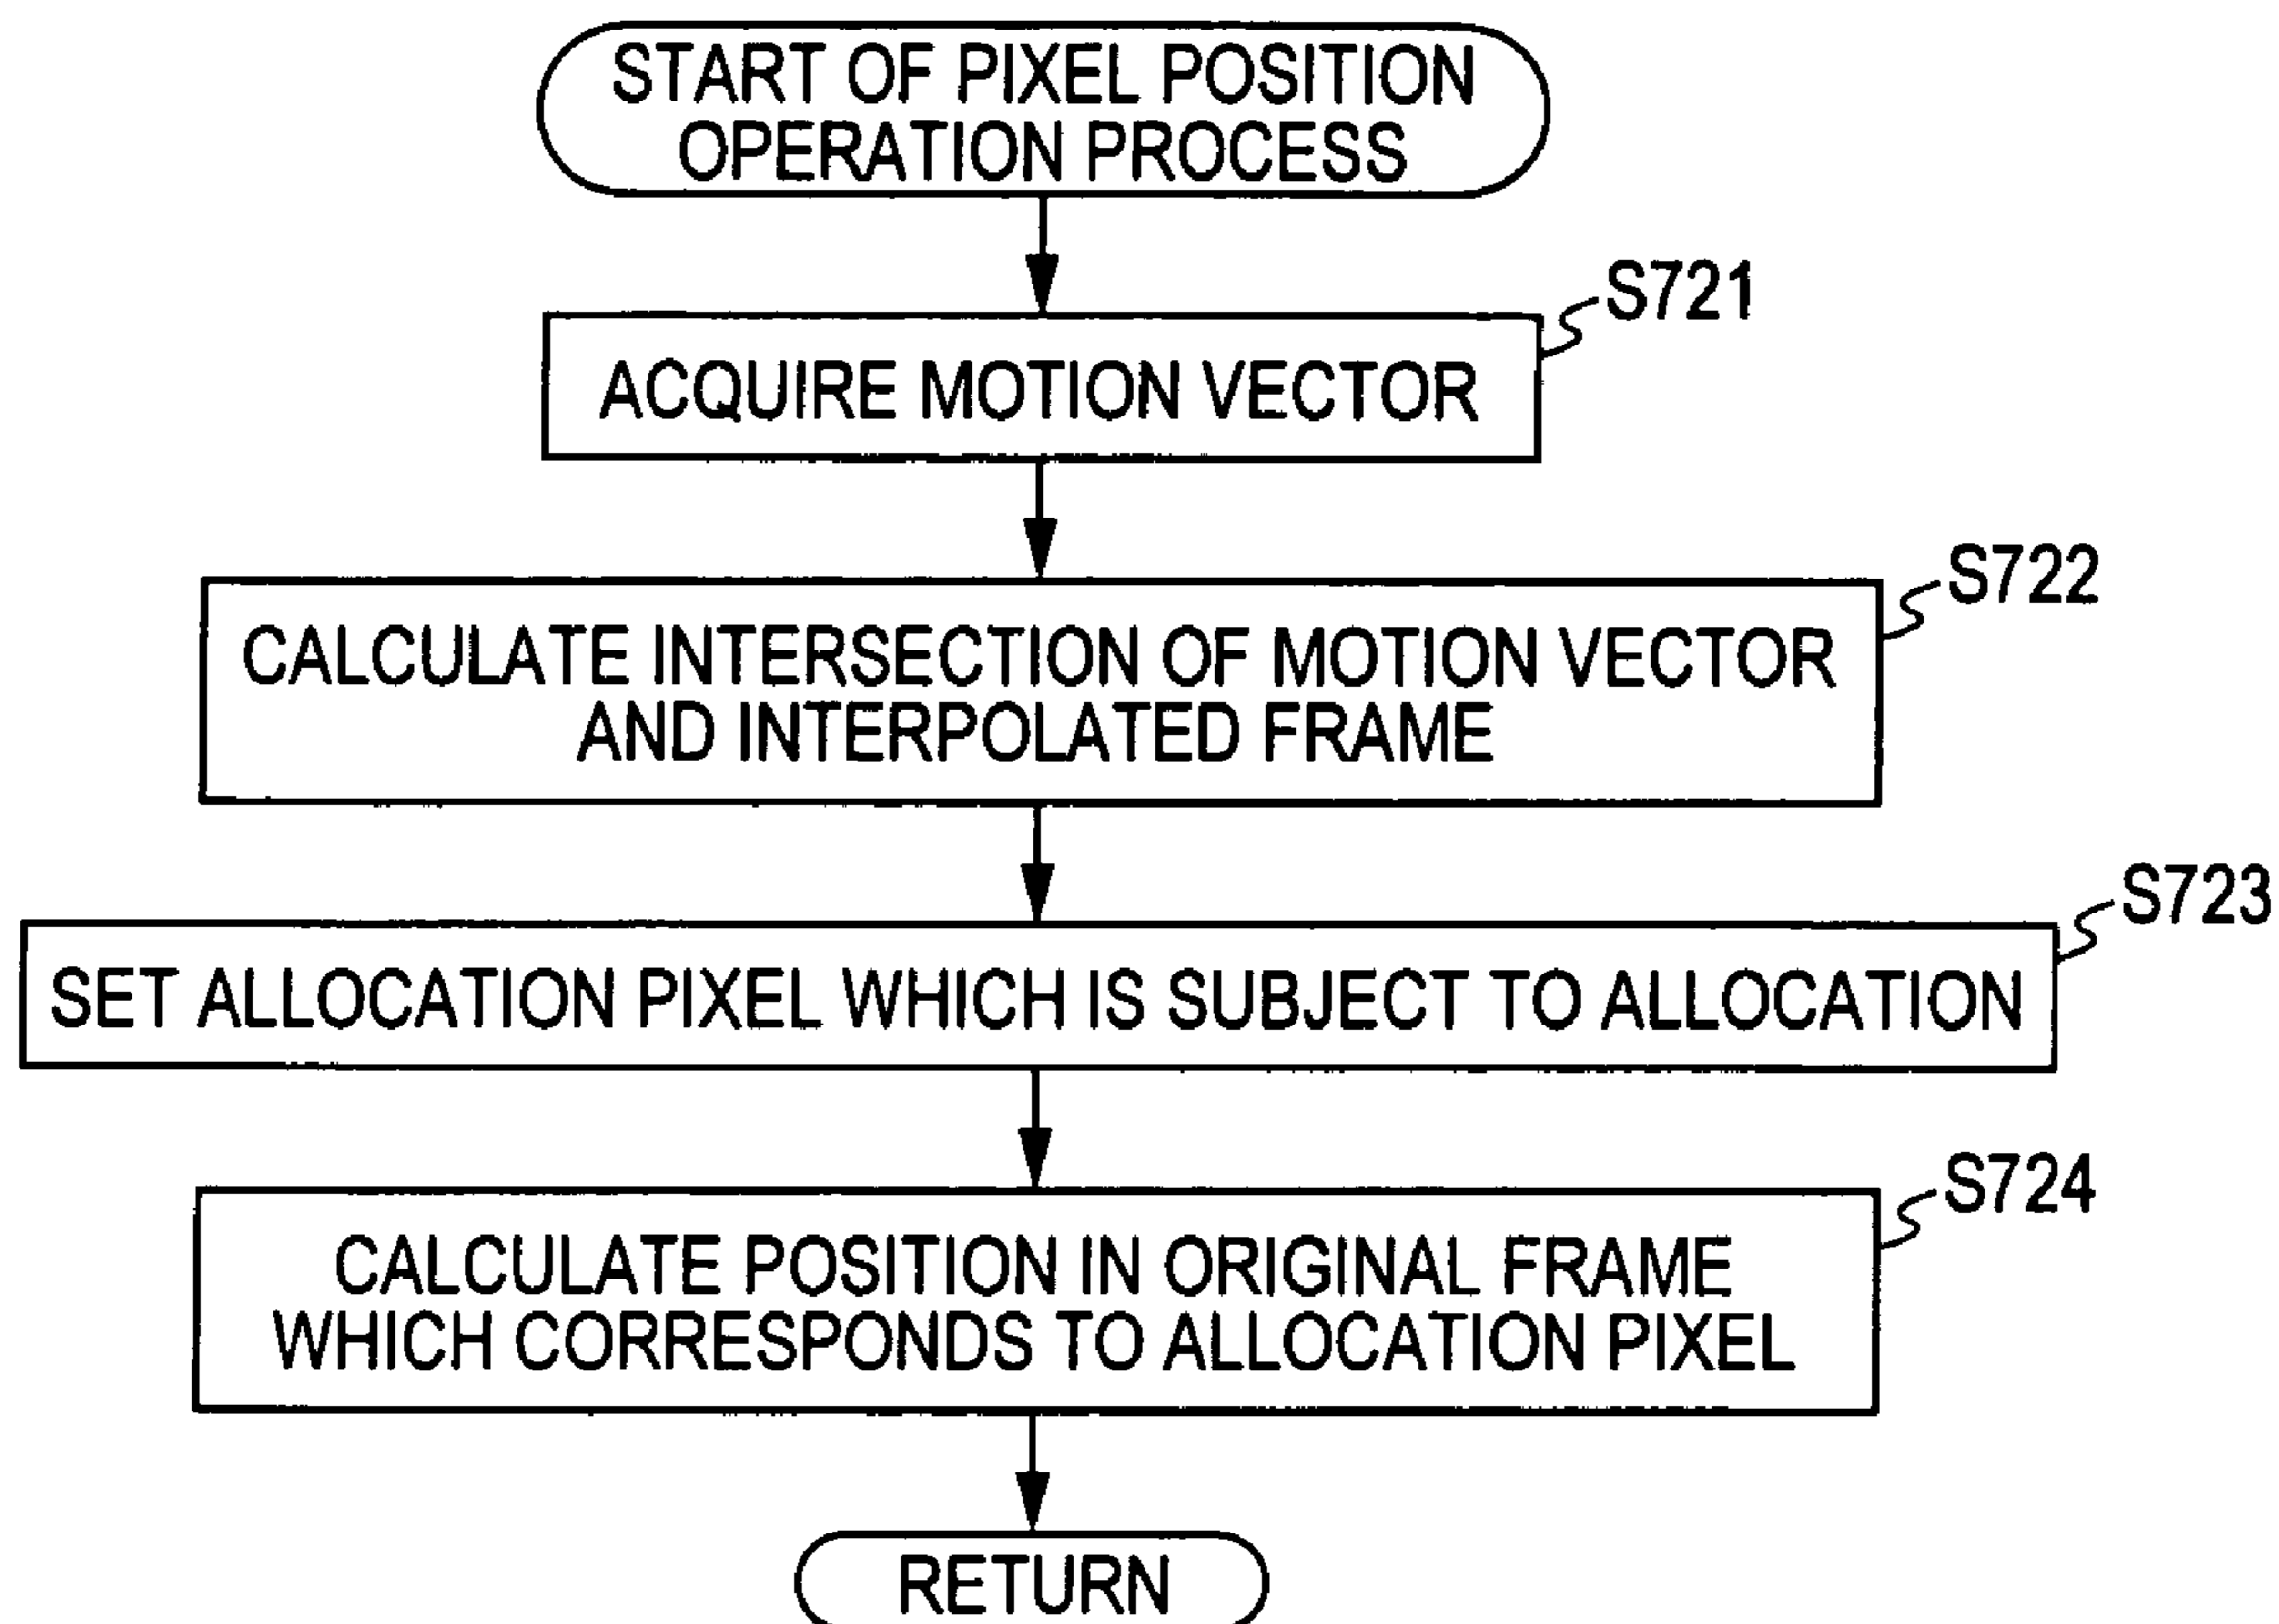 START OF PIXEL POSITION
OPERATION PROCESS
S721
ACQUIRE MOTION VECTOR
S722
CALCULATE INTERSECTION OF MOTION VECTOR
AND INTERPOLATED FRAME
S723
SET ALLOCATION PIXEL WHICH IS SUBJECT TO ALLOCATION
S724
CALCULATE POSITION IN ORIGINAL FRAME
WHICH CORRESPONDS TO ALLOCATION PIXEL
RETURN